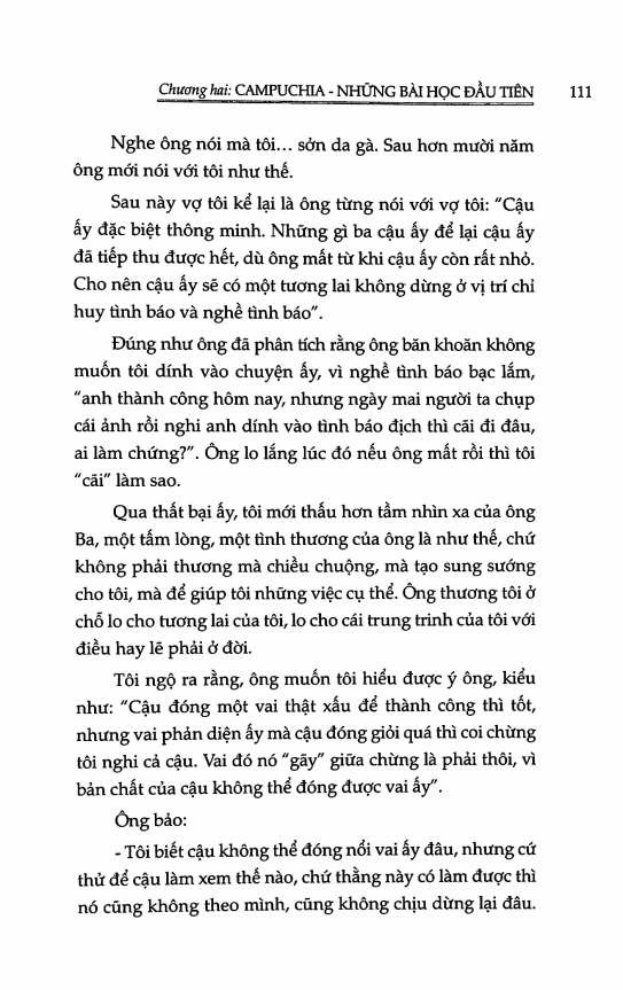 Chương hai: CAMPUCHIA - NHỮNG BÀI HỌC ĐẦU TIÊN 111
Nghe ông nói mà tôi... sởn da gà. Sau hơn mười năm
ông mới nói với tôi như thế.
Sau này vợ tôi kể lại là ông từng nói với vợ tôi: "Cậu
ấy đặc biệt thông minh. Những gì ba cậu ấy để lại cậu ấy
đã tiếp thu được hết, dù ông mất từ khi cậu ấy còn rất nhỏ.
Cho nên cậu ấy sẽ có một tương lai không dừng ở vị trí chỉ
huy tình báo và nghề tình báo".
Đúng như ông đã phân tích rằng ông băn khoăn không
muốn tôi dính vào chuyện ấy, vì nghề tình báo bạc lắm,
"anh thành công hôm nay, nhưng ngày mai người ta chụp
cái ảnh rồi nghi anh dính vào tình báo địch thì cãi đi đâu,
ai làm chứng?". Ông lo lắng lúc đó nếu ông mất rồi thì tôi
"cãi" làm sao.
Qua thất bại ấy, tôi mới thấu hơn tầm nhìn xa của ông
Ba, một tấm lòng, một tình thương của ông là như thế, chứ
không phải thương mà chiều chuộng, mà tạo sung sướng
cho tôi, mà để giúp tôi những việc cụ thể. Ông thương tôi ở
chỗ lo cho tương lai của tôi, lo cho cái trung trinh của tôi với
điều hay lẽ phải ở đời.
Tôi ngộ ra rằng, ông muốn tôi hiểu được ý ông, kiểu
như: "Cậu đóng một vai thật xấu để thành công thì tốt,
nhưng vai phản diện ấy mà cậu đóng giỏi quá thì coi chừng
tôi nghi cả cậu. Vai đó nó "gãy" giữa chừng là phải thôi, vì
bản chất của cậu không thể đóng được vai ấy".
Ông bảo:
- Tôi biết cậu không thể đóng nổi vai ấy đâu, nhưng cứ
thử để cậu làm xem thế nào, chứ thằng này có làm được thì
nó cũng không theo mình, cũng không chịu dừng lại đâu.